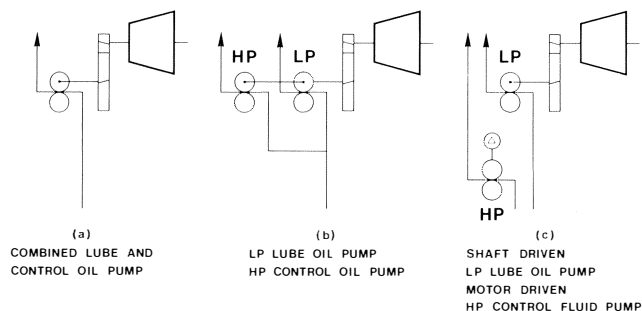 HP
LP
LP
HP
(a)
COMBINED LUBE AND
CONTROL OIL PUMP
(b)
LP LUBE OIL PUMP
HP CONTROL OIL PUMP
(c)
SHAFT DRIVEN
LP LUBE OIL PUMP
MOTOR DRIVEN
HP CONTROL FLUID PUMP